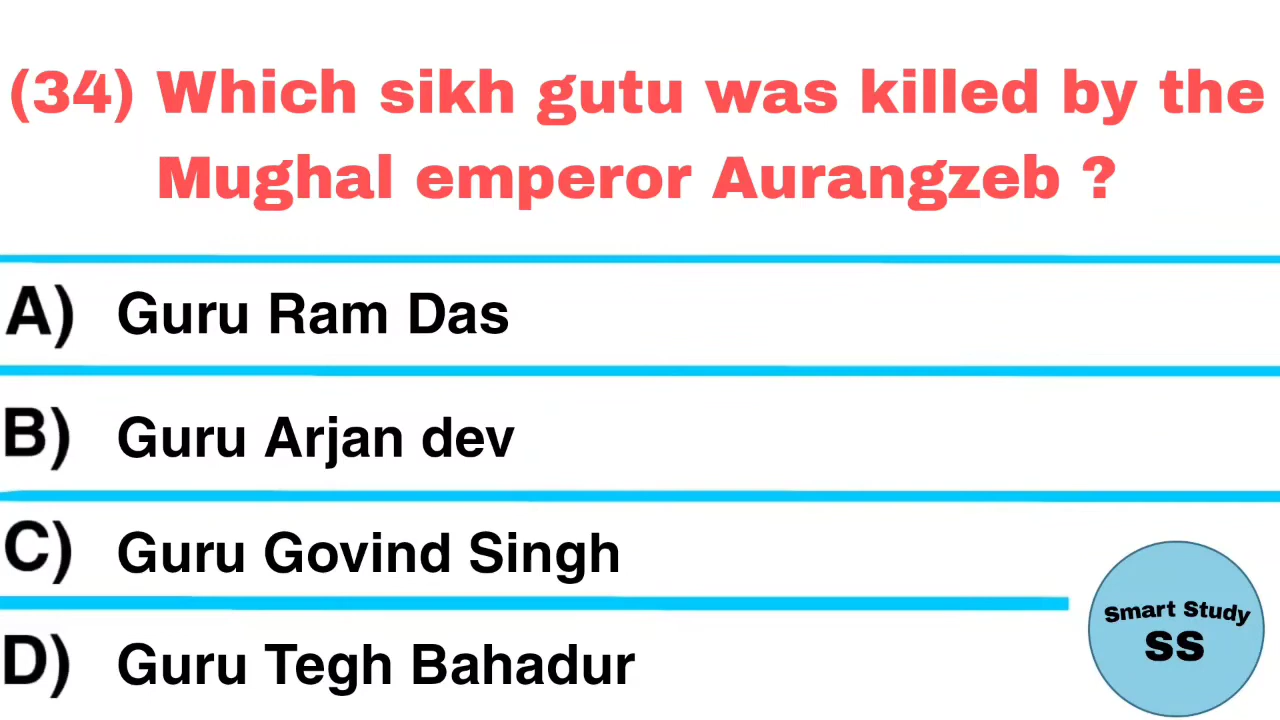 (34) Which sikh gutu was killed by the
Mughal emperor Aurangzeb ?
A) Guru Ram Das
B) Guru Arjan dev
C) Guru Govind Singh
D) Guru Tegh Bahadur
Smart Study
SS